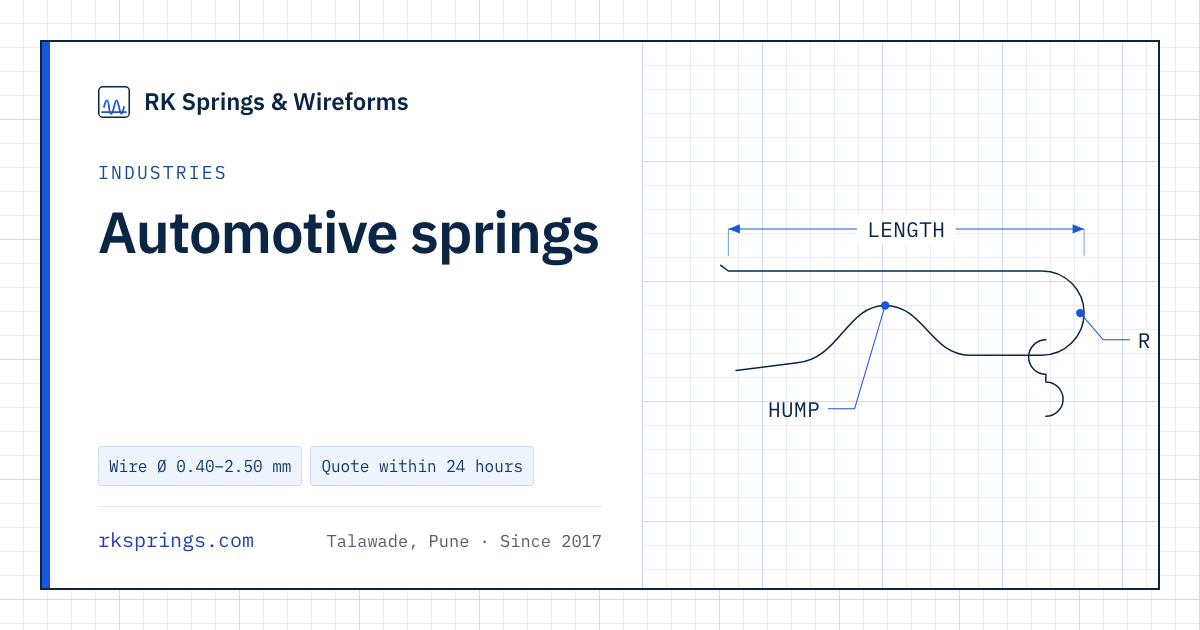 RK Springs & Wireforms
INDUSTRIES
Automotive springs
Wire Ø 0.40–2.50 mm
Quote within 24 hours
rksprings.com
Talawade, Pune · Since 2017
LENGTH
R
HUMP